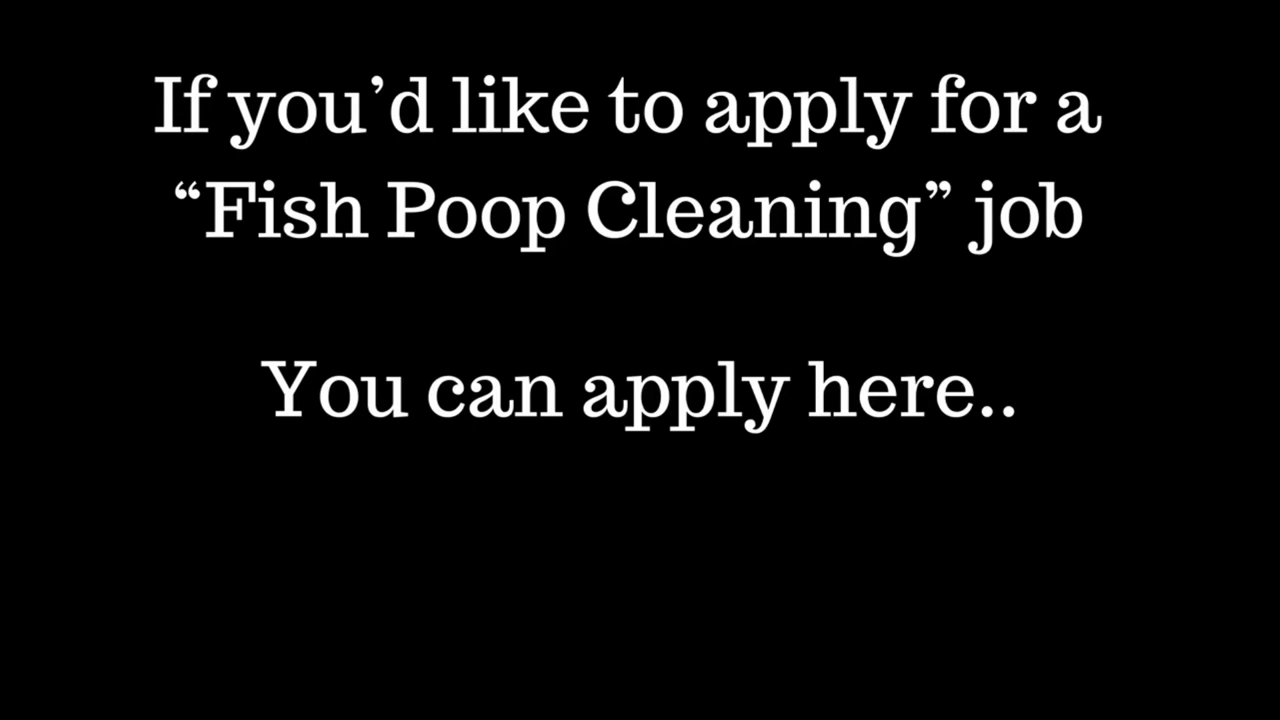 If you’d like to apply for a
“Fish Poop Cleaning” job
You can apply here..